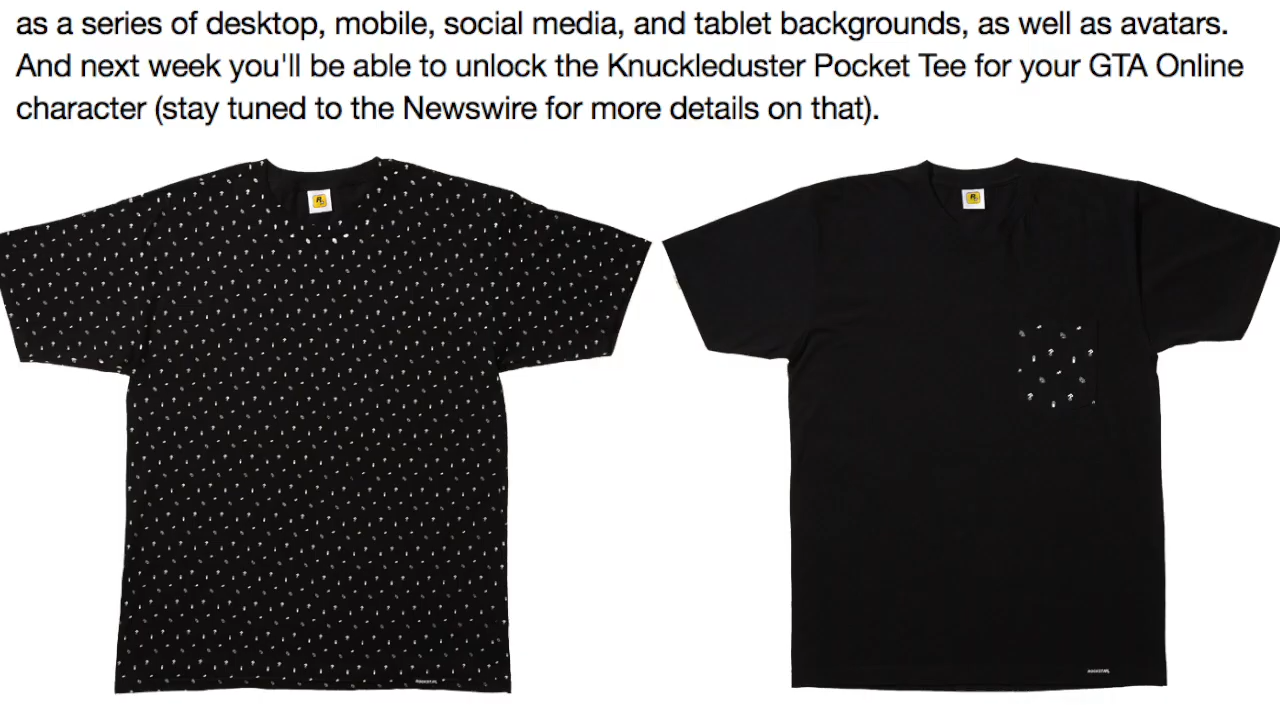 as a series of desktop, mobile, social media, and tablet backgrounds, as well as avatars.
And next week you'll be able to unlock the Knuckleduster Pocket Tee for your GTA Online
character (stay tuned to the Newswire for more details on that).